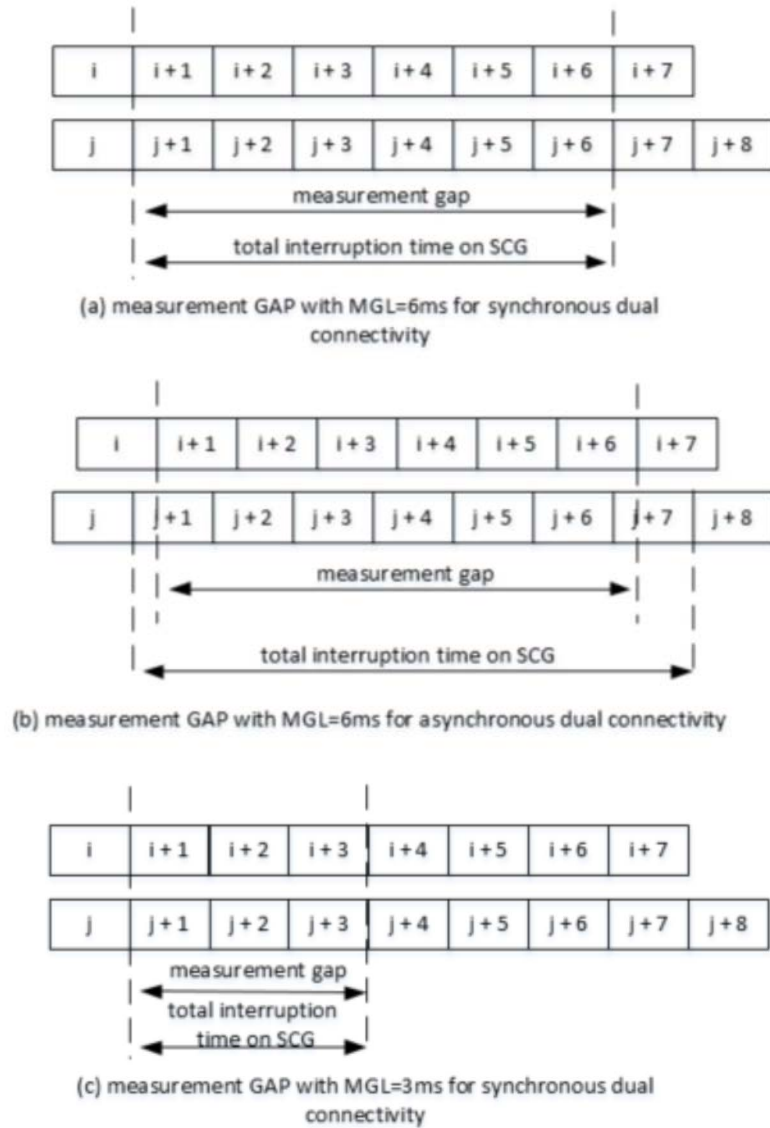 i i + 1 i + 2 i + 3 i + 4 i + 5 i + 6 i + 7
j j + 1 j + 2 j + 3 j + 4 j + 5 j + 6 j + 7 j + 8
measurement gap
total interruption time on SCG
(a) measurement GAP with MGL=6ms for synchronous dual
connectivity
i i + 1 i + 2 i + 3 i + 4 i + 5 i + 6 i + 7
j j + 1 j + 2 j + 3 j + 4 j + 5 j + 6 j + 7 j + 8
measurement gap
total interruption time on SCG
(b) measurement GAP with MGL=6ms for asynchronous dual connectivity
i i + 1 i + 2 i + 3 i + 4 i + 5 i + 6 i + 7
j j + 1 j + 2 j + 3 j + 4 j + 5 j + 6 j + 7 j + 8
measurement gap
total interruption
time on SCG
(c) measurement GAP with MGL=3ms for synchronous dual
connectivity